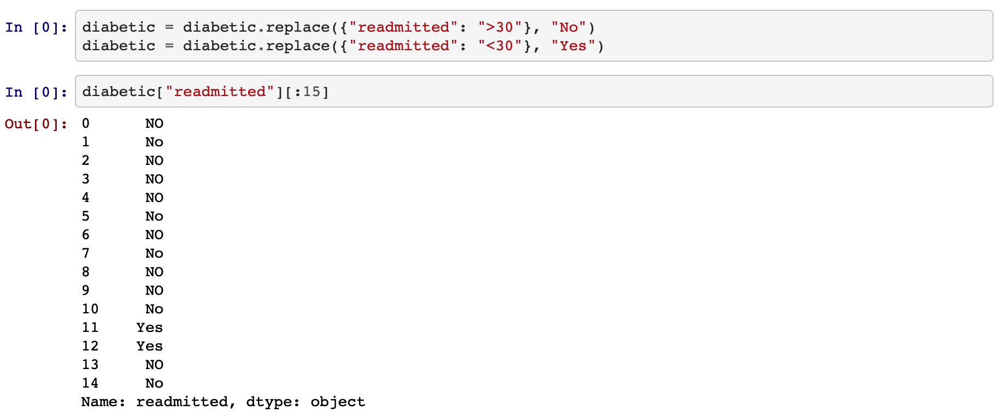 In [0]: diabetic = diabetic.replace({"readmitted": ">30"}, "No")
diabetic = diabetic.replace({"readmitted": "<30"}, "Yes")
In [0]: diabetic["readmitted"][:15]
Out[0]: 0 NO
1 No
2 NO
3 NO
4 NO
5 No
6 NO
7 No
8 NO
9 NO
10 No
11 Yes
12 Yes
13 NO
14 No
Name: readmitted, dtype: object